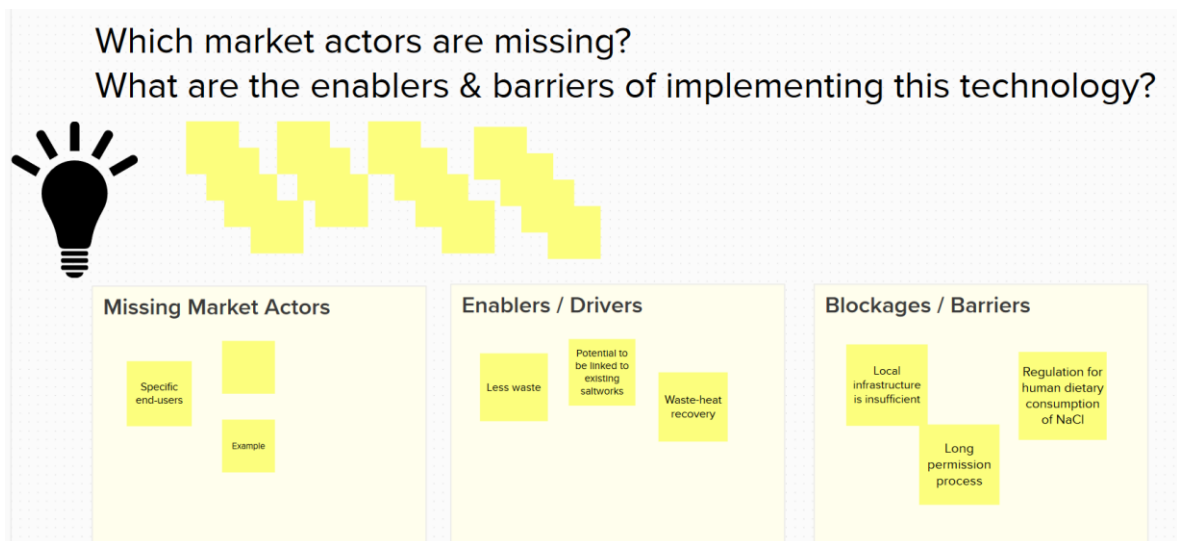 Which market actors are missing?
What are the enablers & barriers of implementing this technology?
Missing Market Actors
Specific
end-users
Example
Enablers / Drivers
Less waste
Potential to
be linked to
existing
saltworks
Waste-heat
recovery
Blockages / Barriers
Local
infrastructure
is insufficient
Long
permission
process
Regulation for
human dietary
consumption
of NaCl